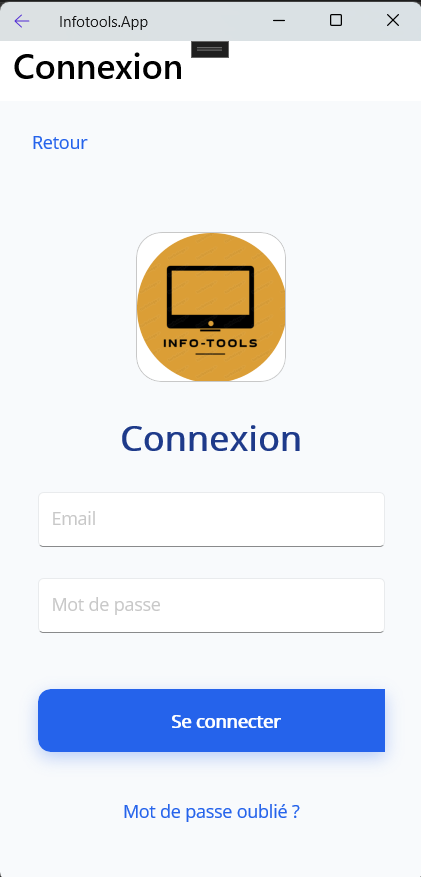 Infotools.App
Connexion
Retour
INFO-TOOLS
Connexion
Email
Mot de passe
Se connecter
Mot de passe oublié ?